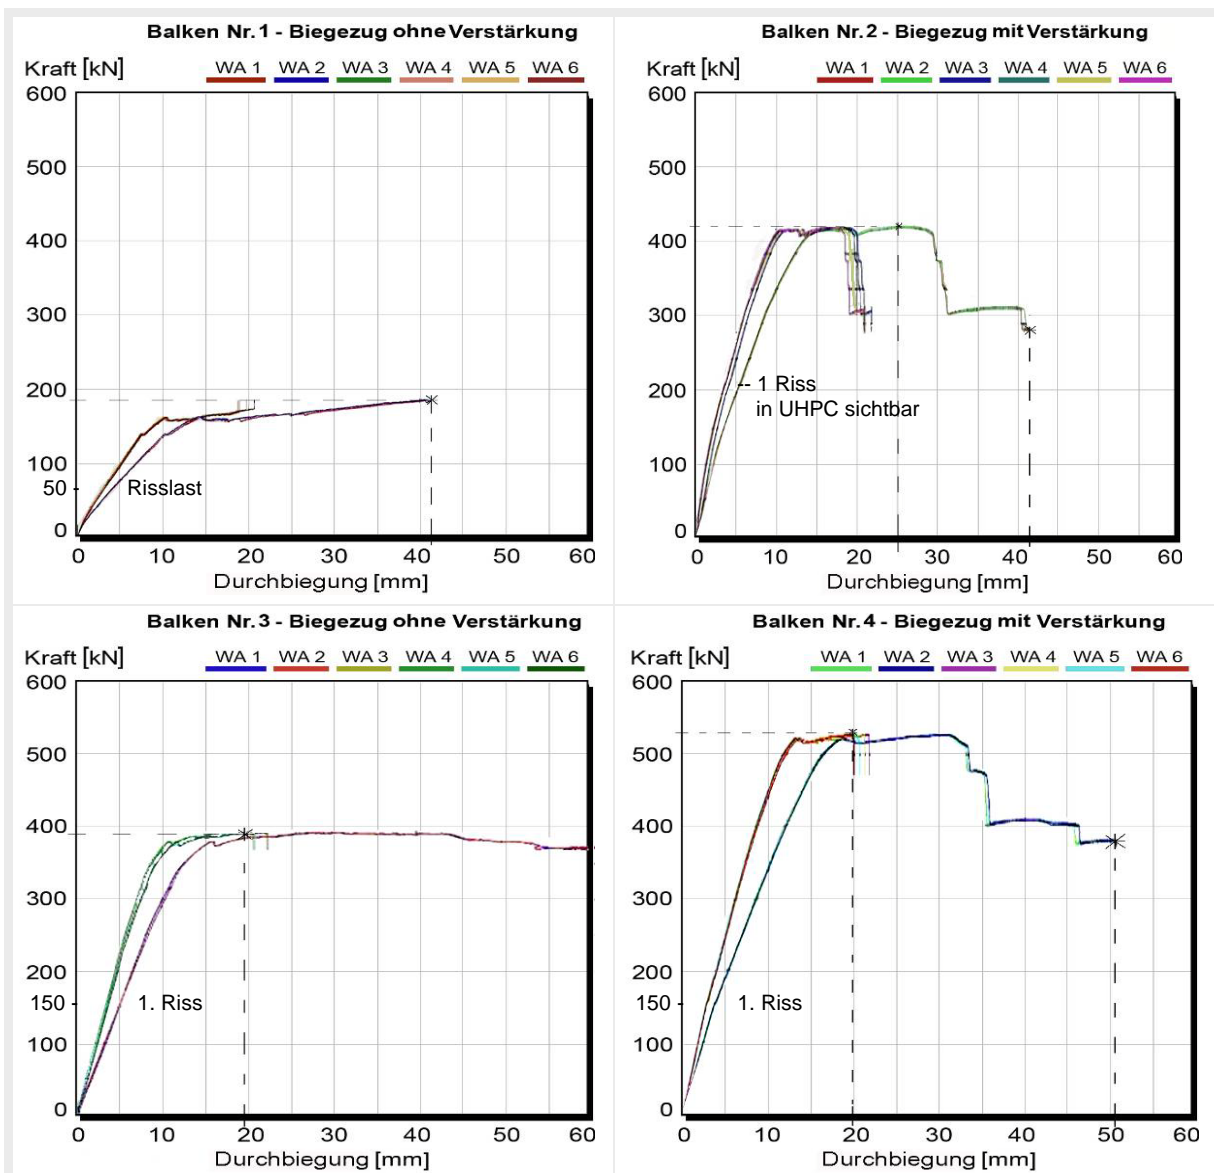 Balken Nr.1 - Biegezug ohne Verstärkung
Kraft [kN]
WA 1 WA 2 WA 3 WA 4 WA 5 WA 6
600
500
400
300
200
100
50
Risslast
0
0 10 20 30 40 50 60
Durchbiegung [mm]
Balken Nr.2 - Biegezug mit Verstärkung
Kraft [kN]
WA 1 WA 2 WA 3 WA 4 WA 5 WA 6
600
500
400
300
200
-- 1 Riss
in UHPC sichtbar
100
0
0 10 20 30 40 50 60
Durchbiegung [mm]
Balken Nr.3 - Biegezug ohne Verstärkung
Kraft [kN]
WA 1 WA 2 WA 3 WA 4 WA 5 WA 6
600
500
400
300
200
150
1. Riss
100
0
0 10 20 30 40 50 60
Durchbiegung [mm]
Balken Nr.4 - Biegezug mit Verstärkung
Kraft [kN]
WA 1 WA 2 WA 3 WA 4 WA 5 WA 6
600
500
400
300
200
150
1. Riss
100
0
0 10 20 30 40 50 60
Durchbiegung [mm]